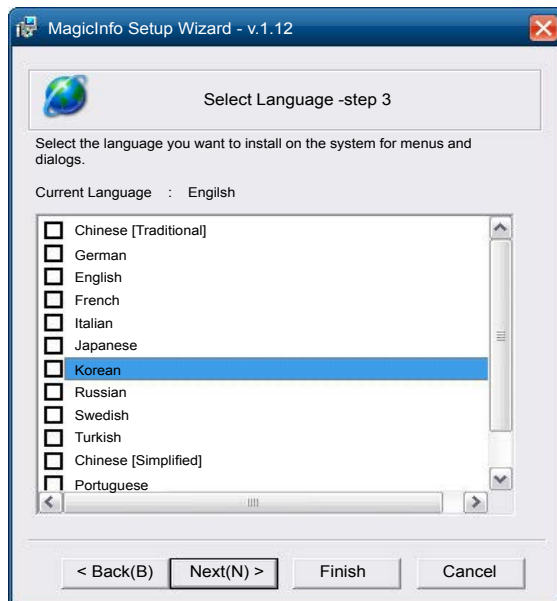 MagicInfo Setup Wizard - v.1.12
Select Language -step 3
Select the language you want to install on the system for menus and
dialogs.
Current Language : Engilsh
Chinese [Traditional]
German
English
French
Italian
Japanese
Korean
Russian
Swedish
Turkish
Chinese [Simplified]
Portuguese
< Back(B) Next(N) > Finish Cancel